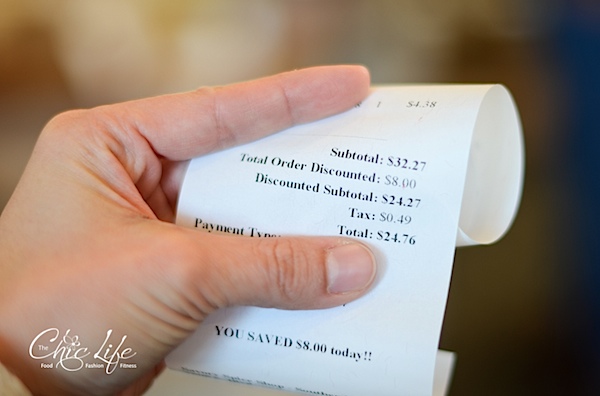 1 $4.38
Subtotal: $32.27
Total Order Discounted: $8.00
Discounted Subtotal: $24.27
Tax: $0.49
Total: $24.76
Payment Type
YOU SAVED $8.00 today!!
The
Chic Life
Food Fashion Fitness